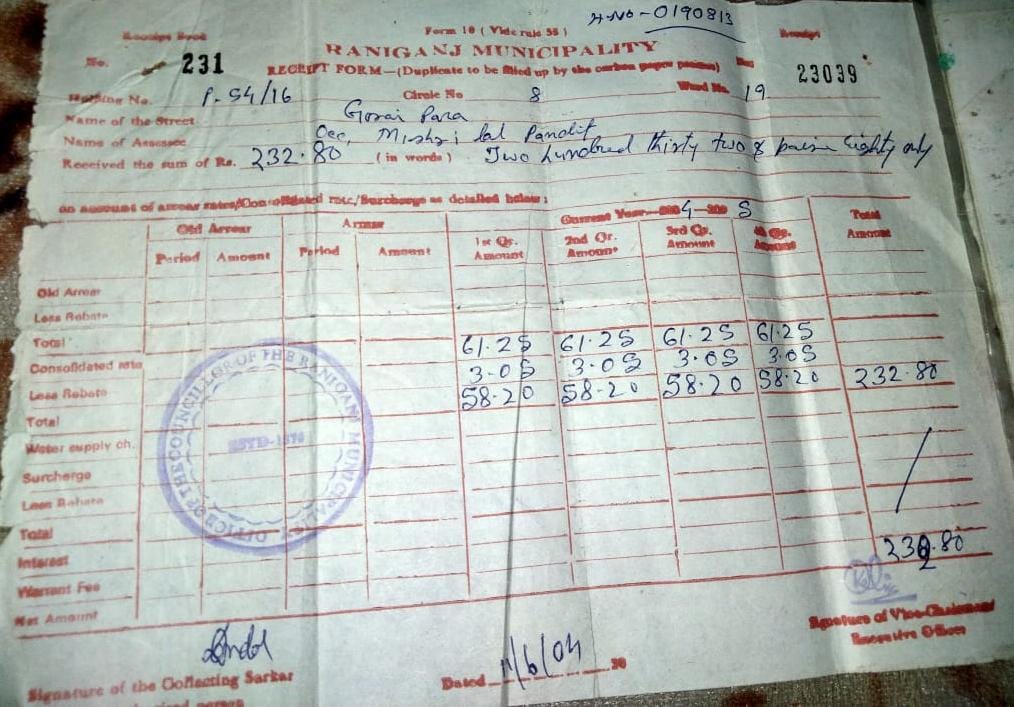 H.No-0190813
Receipt Book Form 10 ( Vide rule 55 ) Receipt
No. 231 RANIGANJ MUNICIPALITY No. 23039
RECEIPT FORM—(Duplicate to be filled up by the carbon paper process)
Holding No. P-54/16 Circle No 8 Ward No. 19
Name of the Street Gorai Para
Name of Assessee Occ, Mishri lal Pandit
Received the sum of Rs. 232.80 ( in words ) Two hundred thirty two & paise Eighty only
on account of arrear rates/Consolidated rate/Surcharge as detailed below :
Old Arrear Arrear Current Year—200 4-200 5 Total Amount
Period Amount Period Amount 1st Qr. Amount 2nd Qr. Amount 3rd Qr. Amount 4th Qr. Amount
Old Arrear
Less Rebate
Total 61.25 61.25 61.25 61.25
Consolidated rate 3.05 3.05 3.05 3.05
Less Rebate 58.20 58.20 58.20 58.20 232.80
Total
Water supply ch.
Surcharge
Less Rebate
Total
Interest 232.80
Warrant Fee
Net Amount
OFFICE OF THE COUNCILLOR OF THE RANIGANJ MUNICIPALITY
ESTD-1876
Signature of Vice-Chairman/
Executive Officer
Signature of the Collecting Sarkar
Dated 11/6/04 20